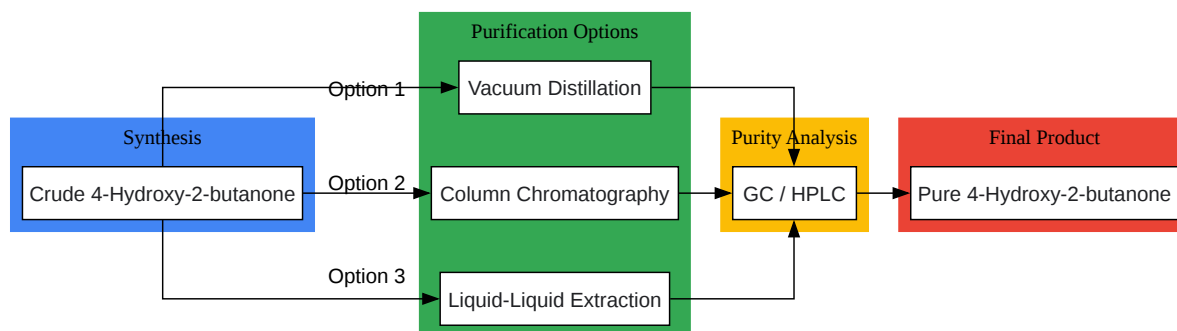 Purification Options
Option 1
Vacuum Distillation
Synthesis
Purity Analysis
Final Product
Crude 4-Hydroxy-2-butanone
Option 2
Column Chromatography
GC / HPLC
Pure 4-Hydroxy-2-butanone
Option 3
Liquid-Liquid Extraction